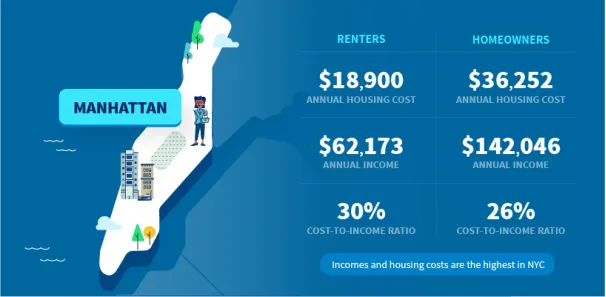 MANHATTAN
RENTERS HOMEOWNERS
$18,900 $36,252
ANNUAL HOUSING COST ANNUAL HOUSING COST
$62,173 $142,046
ANNUAL INCOME ANNUAL INCOME
30% 26%
COST-TO-INCOME RATIO COST-TO-INCOME RATIO
Incomes and housing costs are the highest in NYC